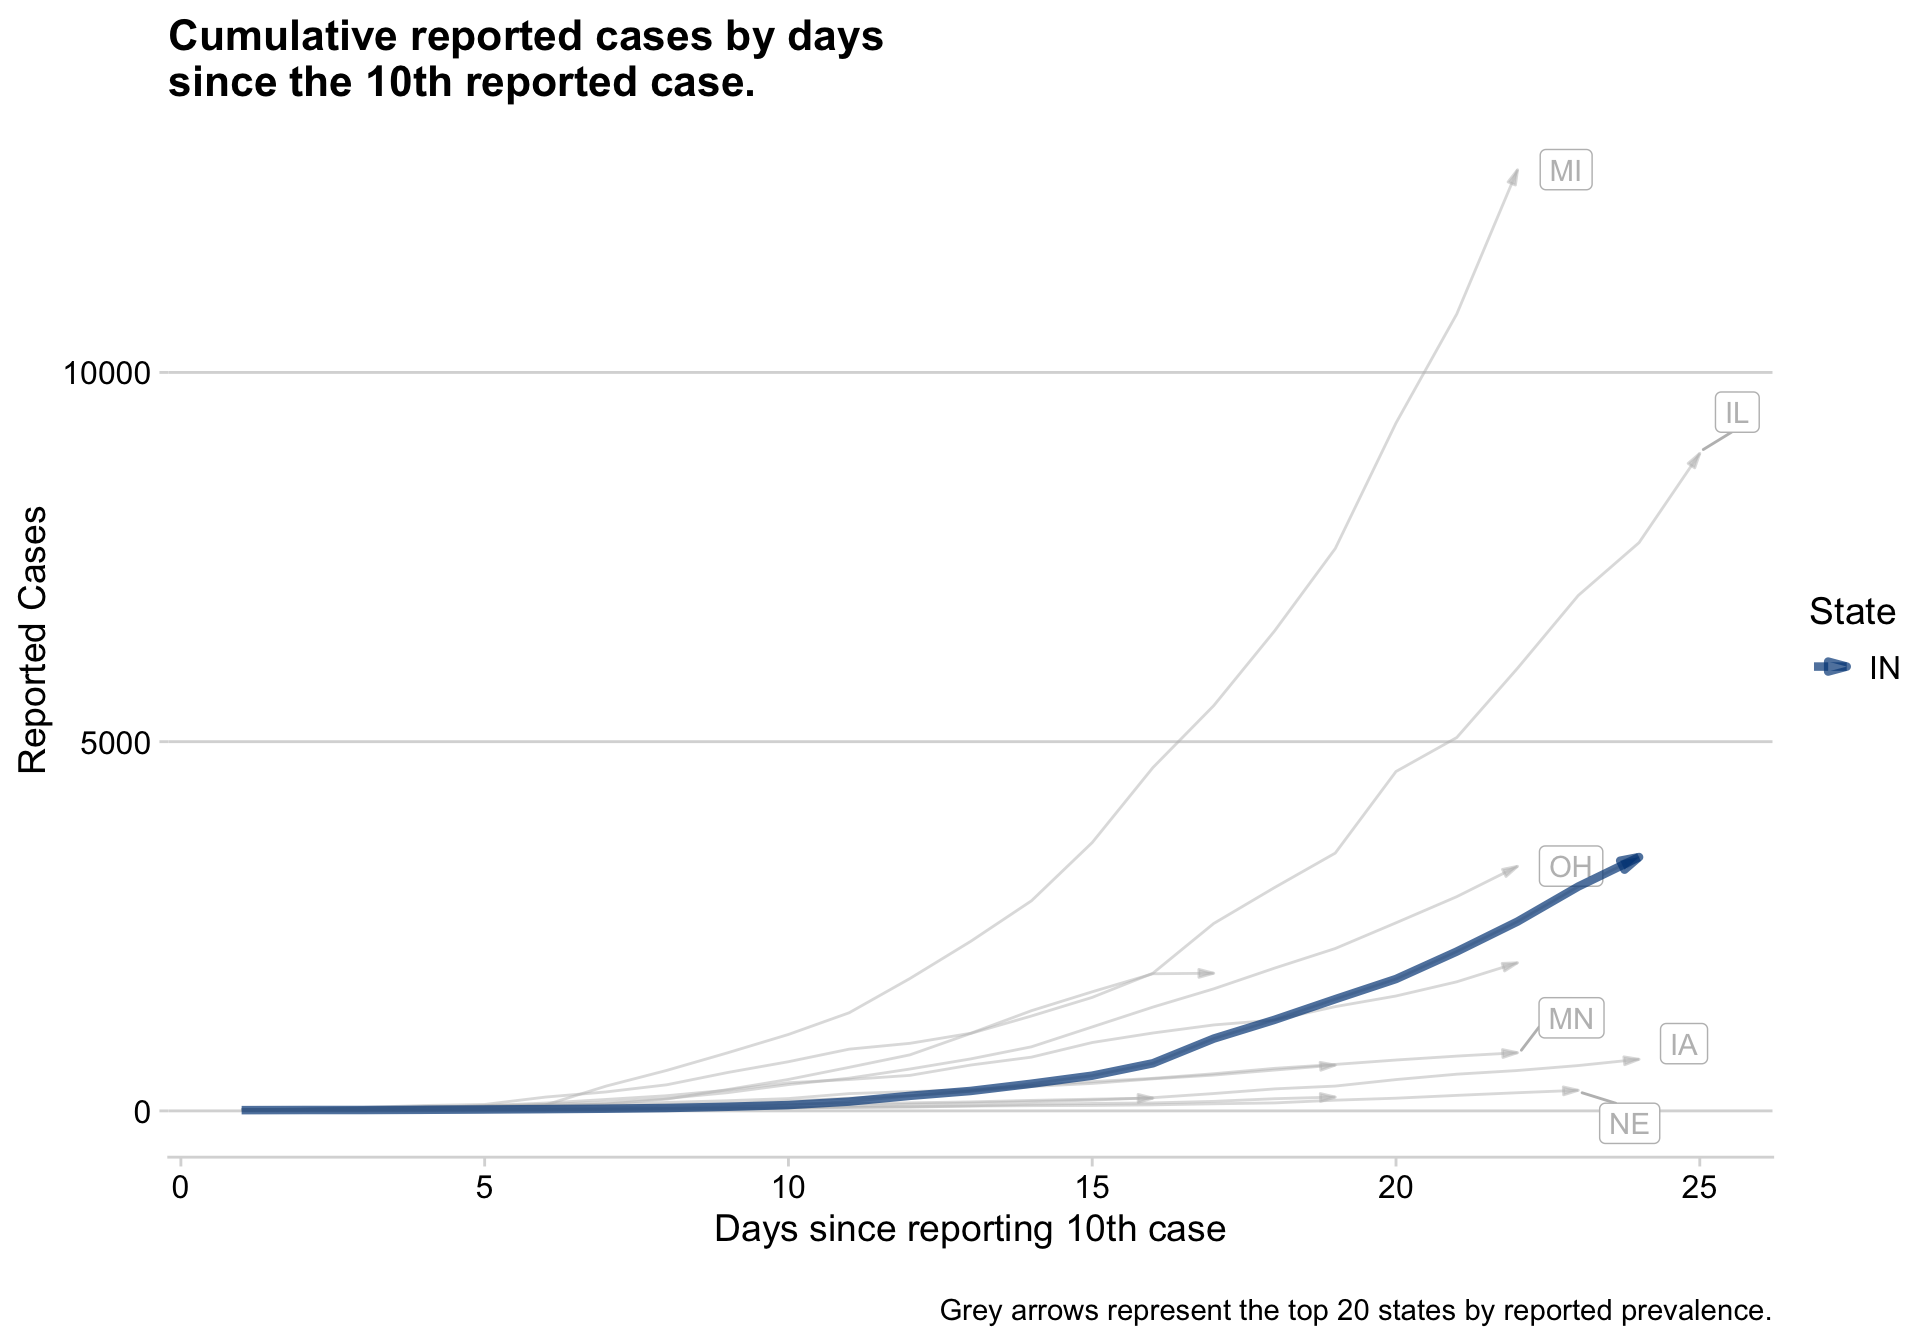 Cumulative reported cases by days
since the 10th reported case.
MI
10000
IL
Reported Cases
State
IN
5000
OH
MN
IA
0
NE
0 5 10 15 20 25
Days since reporting 10th case
Grey arrows represent the top 20 states by reported prevalence.